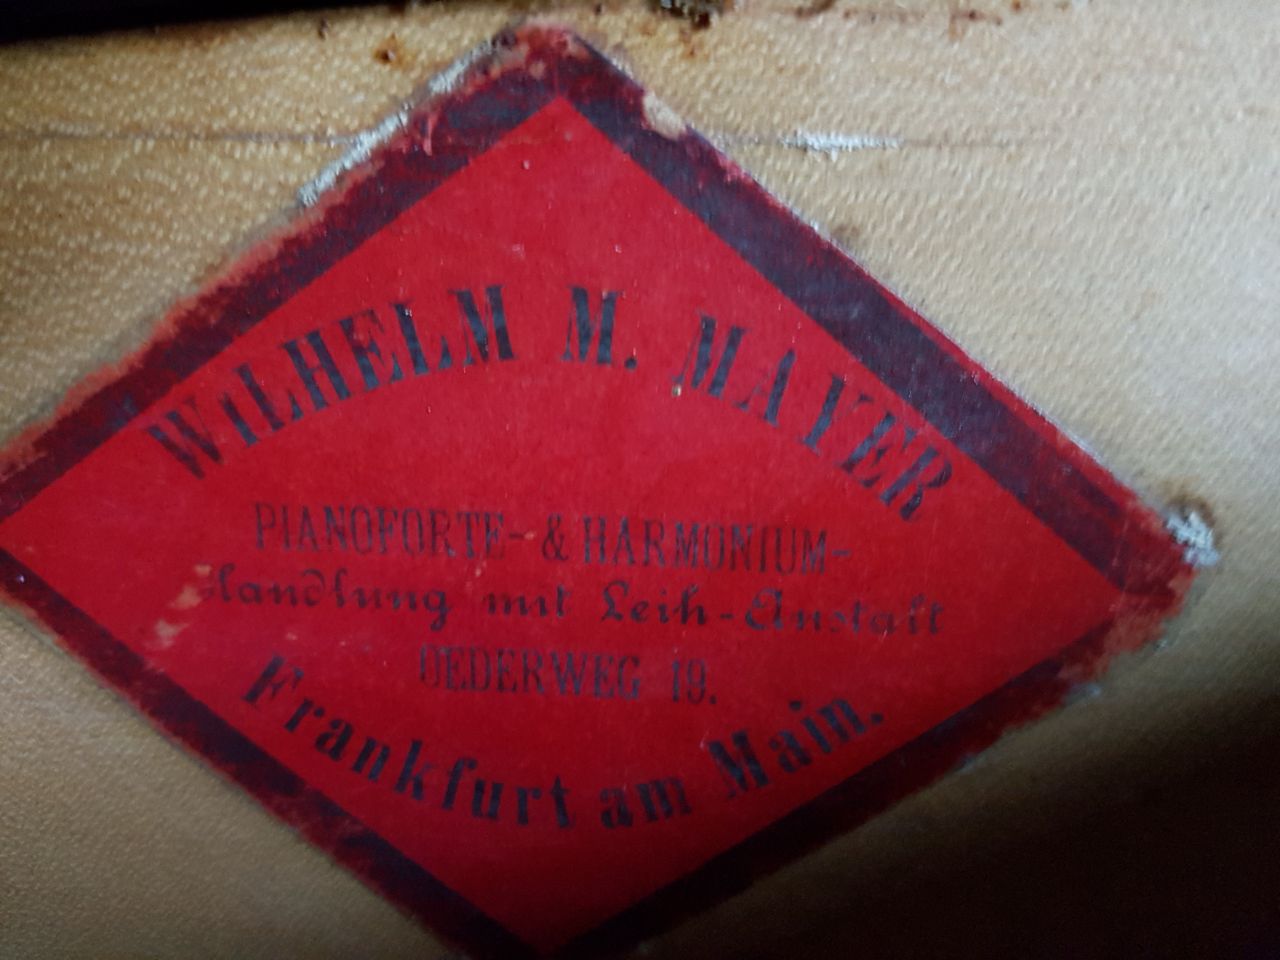 WILHELM M. MAYER
PIANOFORTE- & HARMONIUM-
Handlung mit Leih-Anstalt
OEDERWEG 19.
Frankfurt am Main.